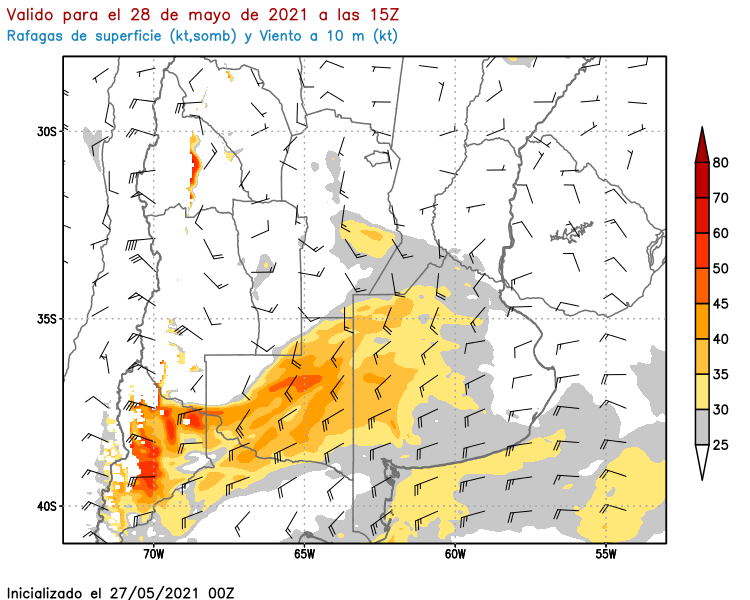 Valido para el 28 de mayo de 2021 a las 15Z
Rafagas de superficie (kt,somb) y Viento a 10 m (kt)
80
30S
70
60
50
45
35S
40
35
30
25
40S
70W 65W 60W 55W
Inicializado el 27/05/2021 00Z